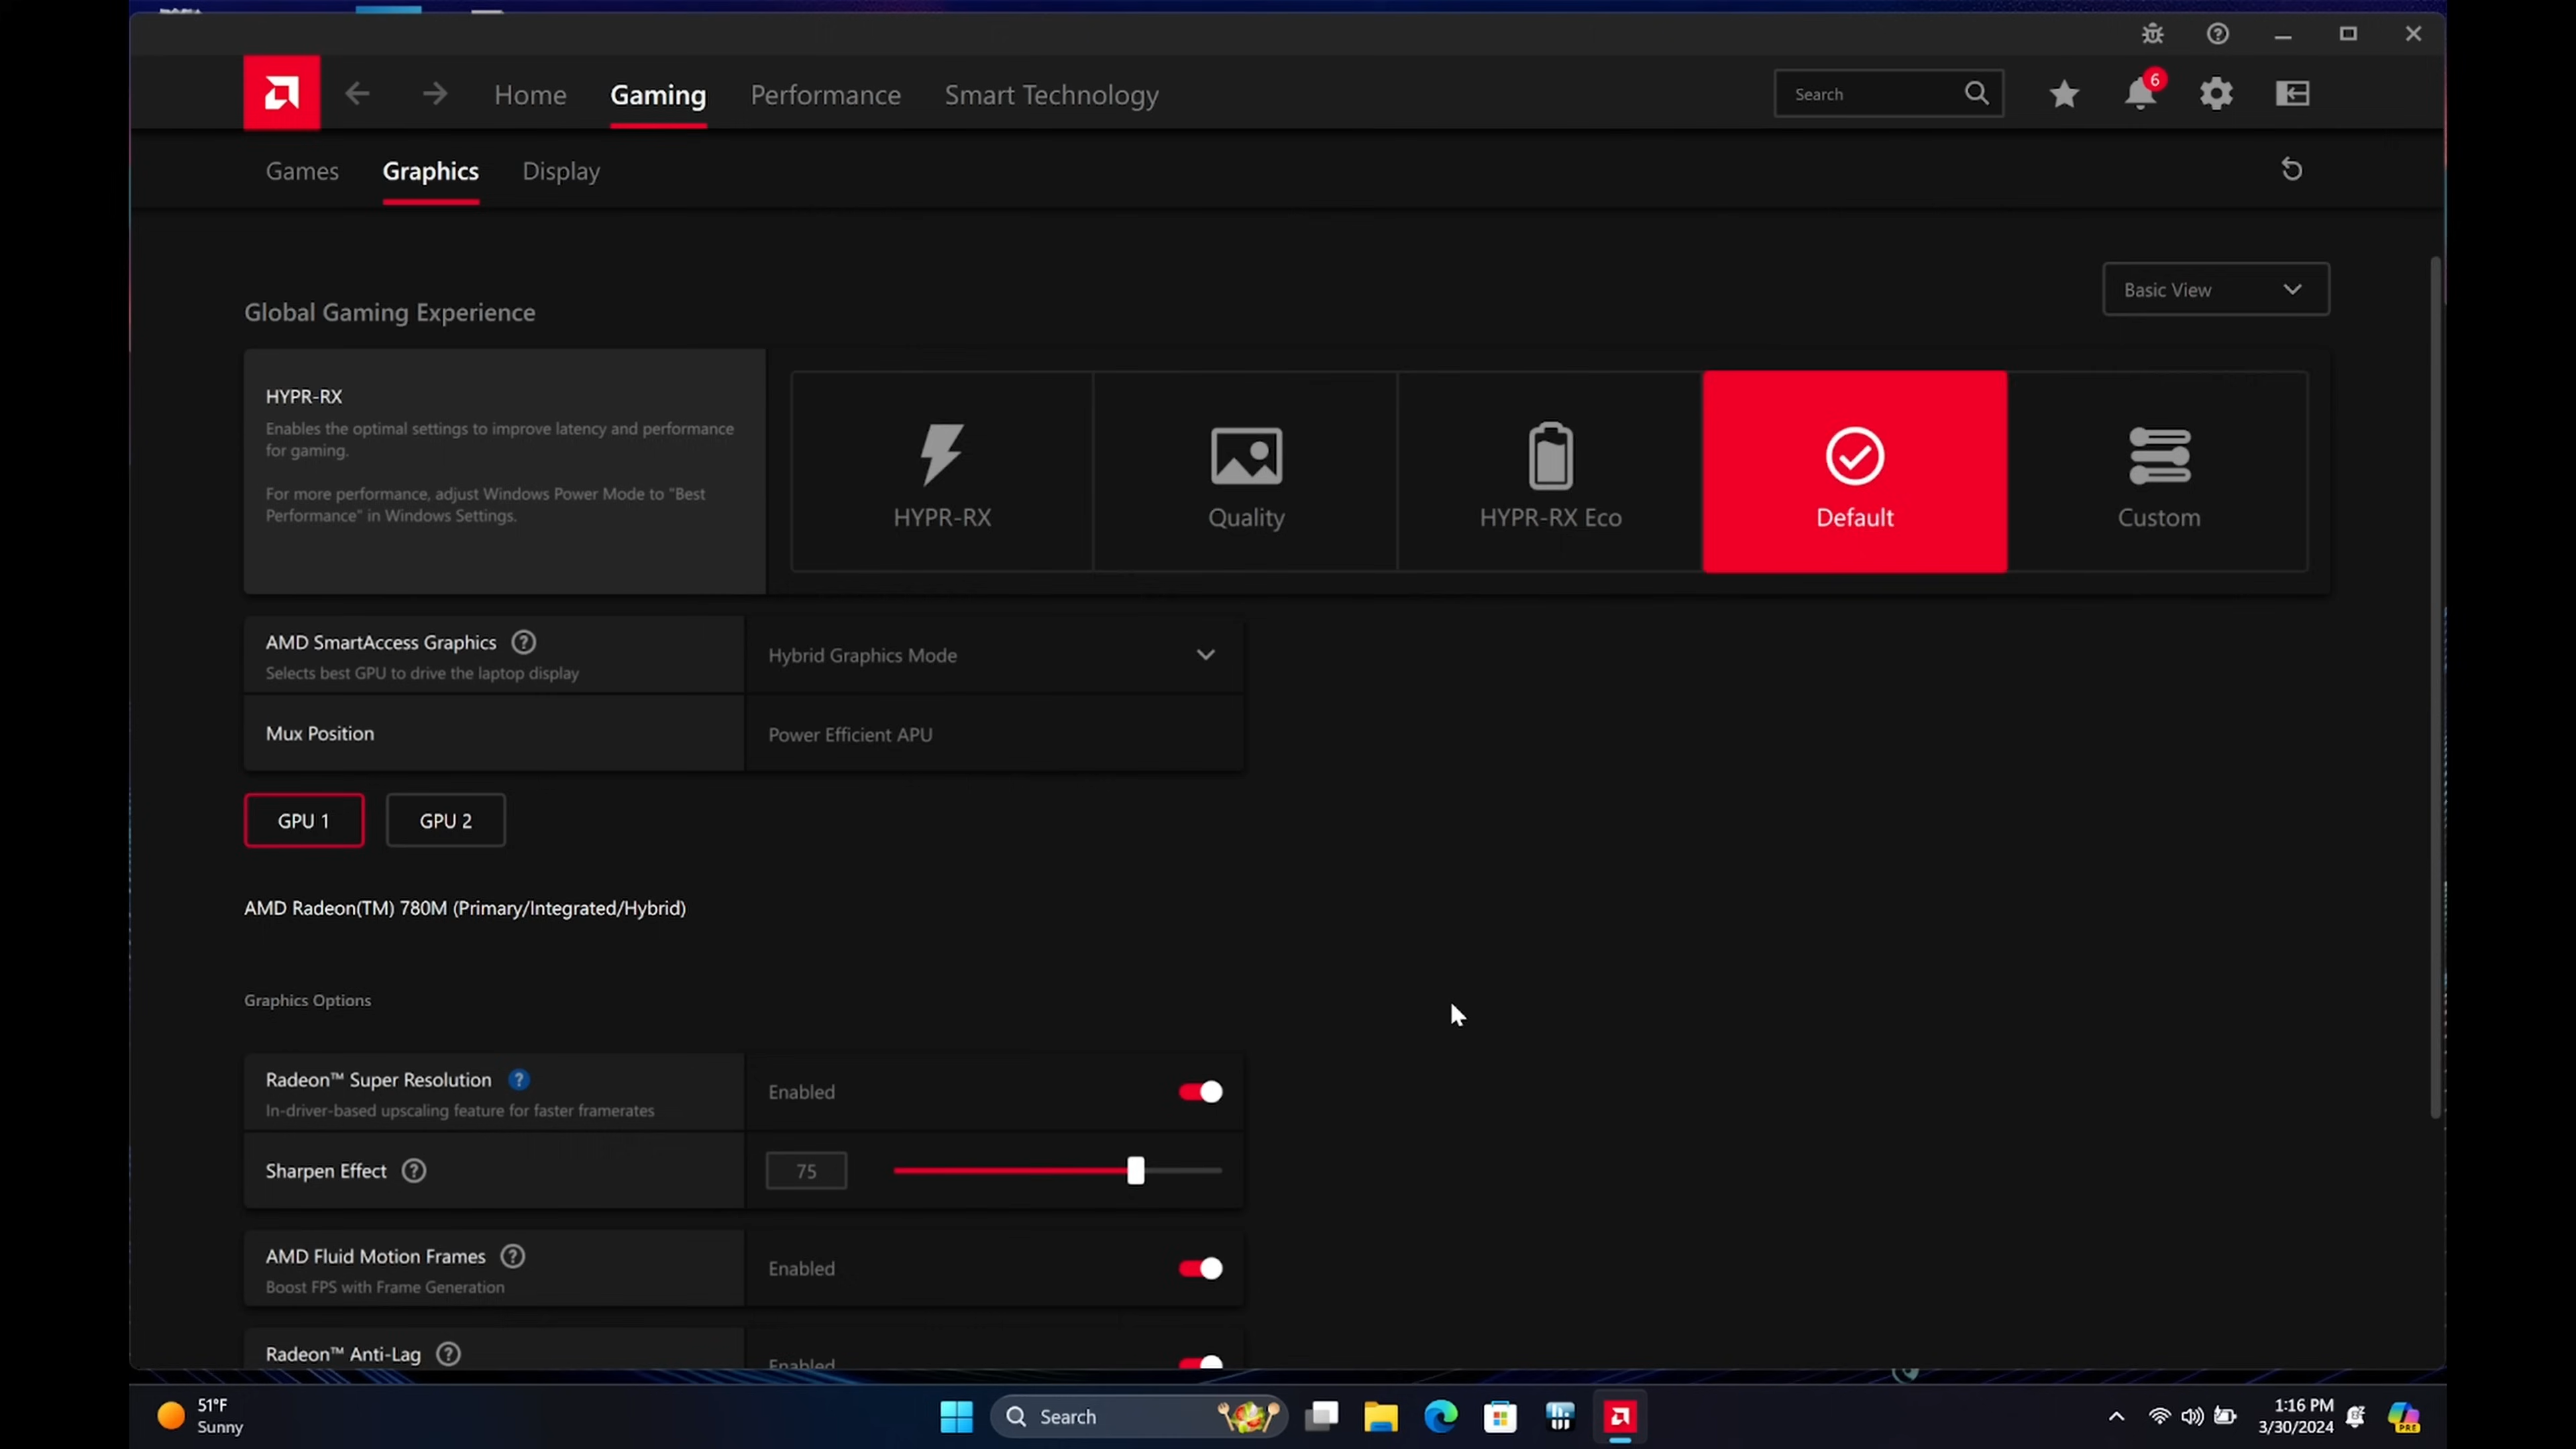 6
Home
Gaming
Performance
Smart Technology
Search
Games
Graphics
Display
Basic View
Global Gaming Experience
HYPR-RX
Enables the optimal settings to improve latency and performance
for gaming.
For more performance, adjust Windows Power Mode to "Best
Performance" in Windows Settings.
HYPR-RX
Quality
HYPR-RX Eco
Default
Custom
AMD SmartAccess Graphics ?
Selects best GPU to drive the laptop display
Hybrid Graphics Mode
Mux Position
Power Efficient APU
GPU 1
GPU 2
AMD Radeon(TM) 780M (Primary/Integrated/Hybrid)
Graphics Options
Radeon™ Super Resolution ?
In-driver-based upscaling feature for faster framerates
Enabled
Sharpen Effect ?
75
AMD Fluid Motion Frames ?
Boost FPS with Frame Generation
Enabled
Radeon™ Anti-Lag ?
Enabled
51°F
Sunny
Search
1:16 PM
3/30/2024
PRE